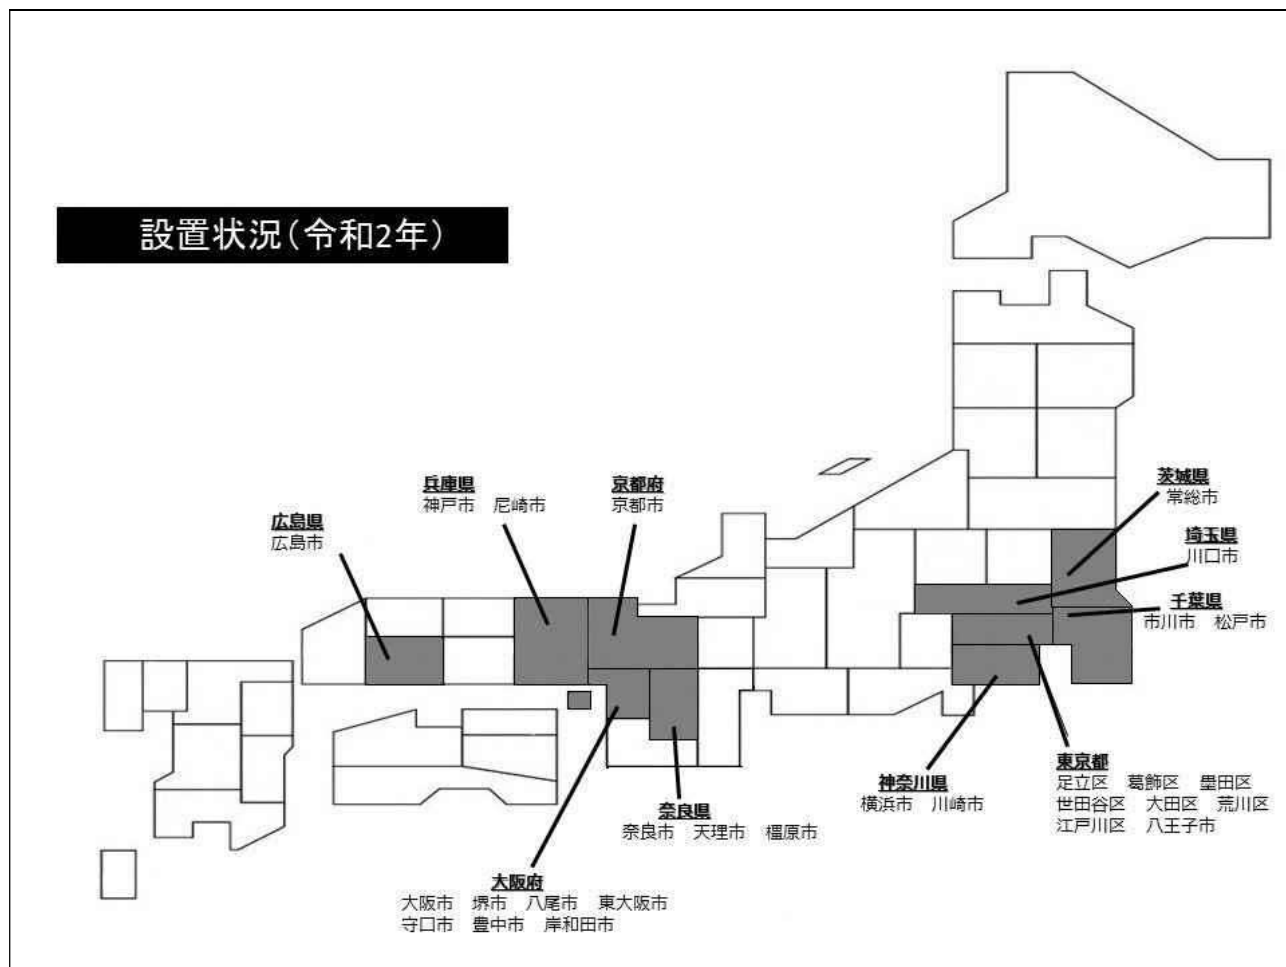 設置状況(令和2年)
兵庫県
神戸市 尼崎市
京都府
京都市
広島県
広島市
茨城県
常総市
埼玉県
川口市
千葉県
市川市 松戸市
東京都
足立区 葛飾区 墨田区
世田谷区 大田区 荒川区
江戸川区 八王子市
神奈川県
横浜市 川崎市
奈良県
奈良市 天理市 橿原市
大阪府
大阪市 堺市 八尾市 東大阪市
守口市 豊中市 岸和田市